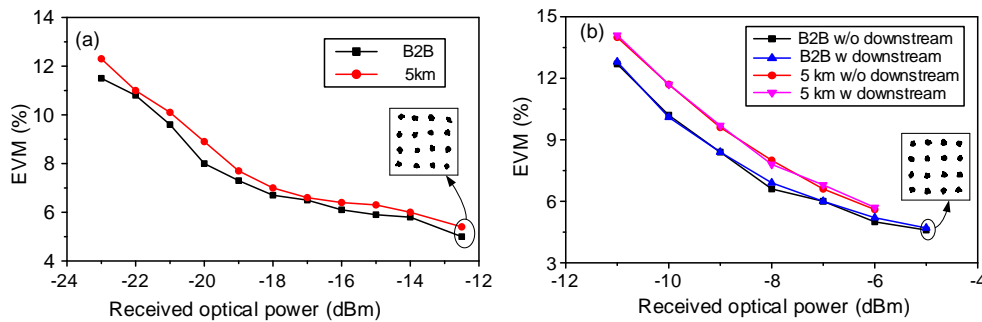 (a)
B2B
5km
EVM (%)
14
12
10
8
6
4
-24
-22
-20
-18
-16
-14
-12
Received optical power (dBm)
(b)
B2B w/o downstream
B2B w downstream
5 km w/o downstream
5 km w downstream
EVM (%)
15
12
9
6
3
-12
-10
-8
-6
-4
Received optical power (dBm)